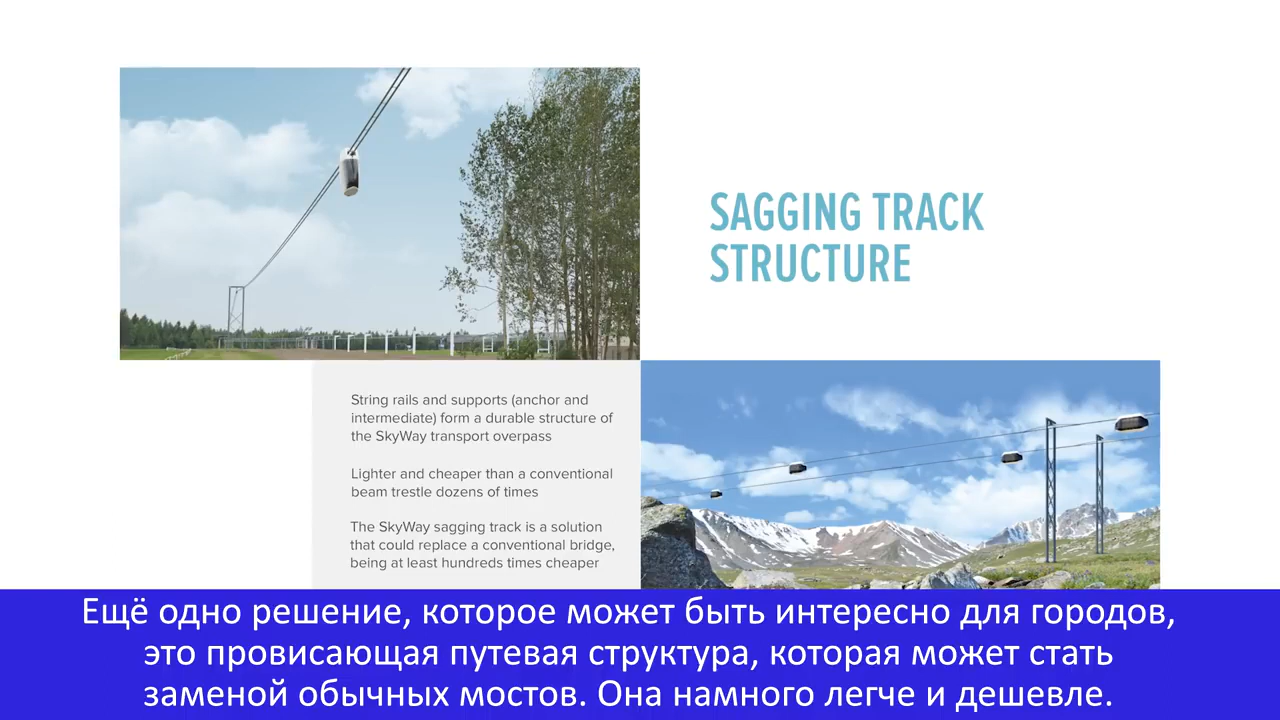 SAGGING TRACK
STRUCTURE
String rails and supports (anchor and
intermediate) form a durable structure of
the SkyWay transport overpass
Lighter and cheaper than a conventional
beam trestle dozens of times
The SkyWay sagging track is a solution
that could replace a conventional bridge,
being at least hundreds times cheaper
Ещё одно решение, которое может быть интересно для городов,
это провисающая путевая структура, которая может стать
заменой обычных мостов. Она намного легче и дешевле.